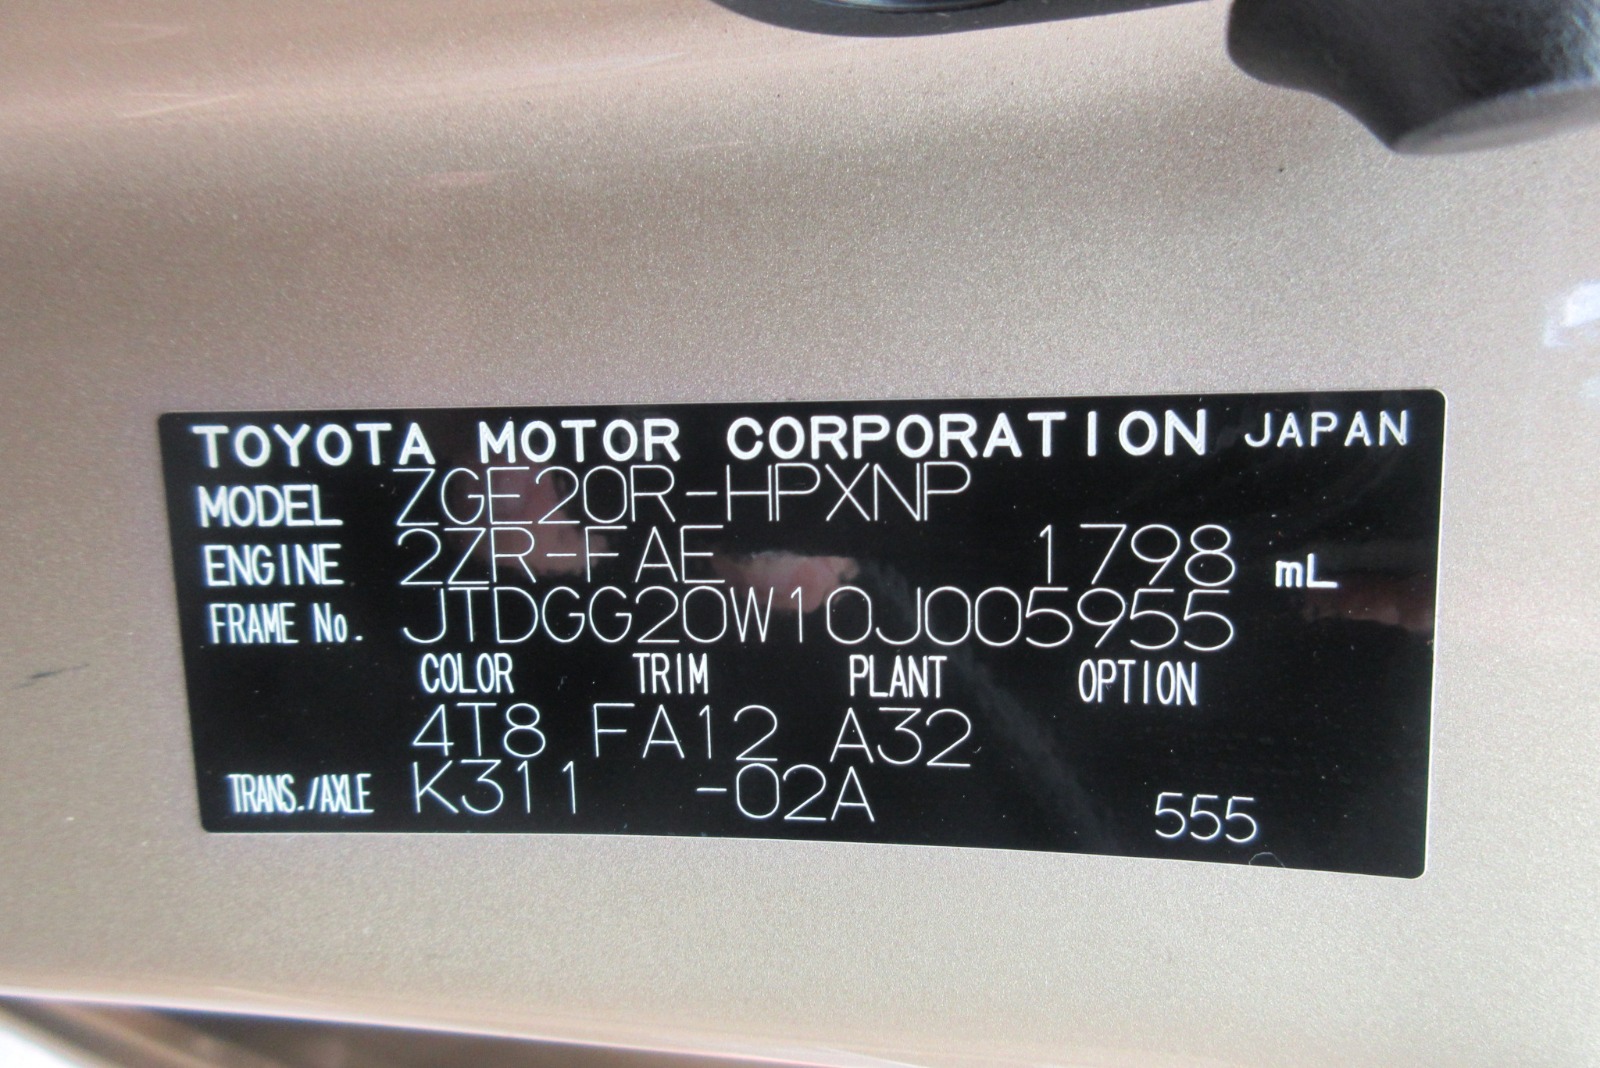 TOYOTA MOTOR CORPORATION JAPAN
MODEL ZGE20R-HPXNP
ENGINE 2ZR-FAE 1798 mL
FRAME No. JTDGG20W10J005955
COLOR TRIM PLANT OPTION
4T8 FA12 A32
TRANS./AXLE K311 -02A 555